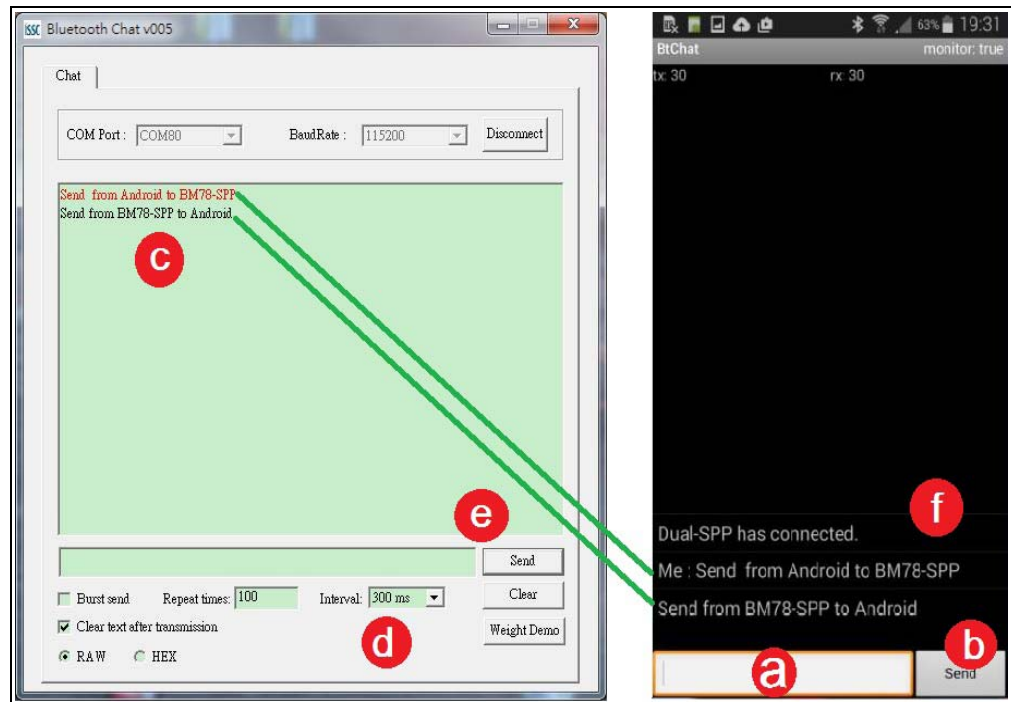 ISSC Bluetooth Chat v005
Chat
COM Port : COM80 BaudRate : 115200 Disconnect
Send  from Android to BM78-SPP
Send from BM78-SPP to Android
c
e
Send
Burst send Repeat times: 100 Interval: 300 ms Clear
Clear text after transmission Weight Demo
d
RAW HEX
63% 19:31
BtChat monitor: true
tx: 30 rx: 30
f
Dual-SPP has connected.
Me : Send  from Android to BM78-SPP
Send from BM78-SPP to Android
a
b
Send